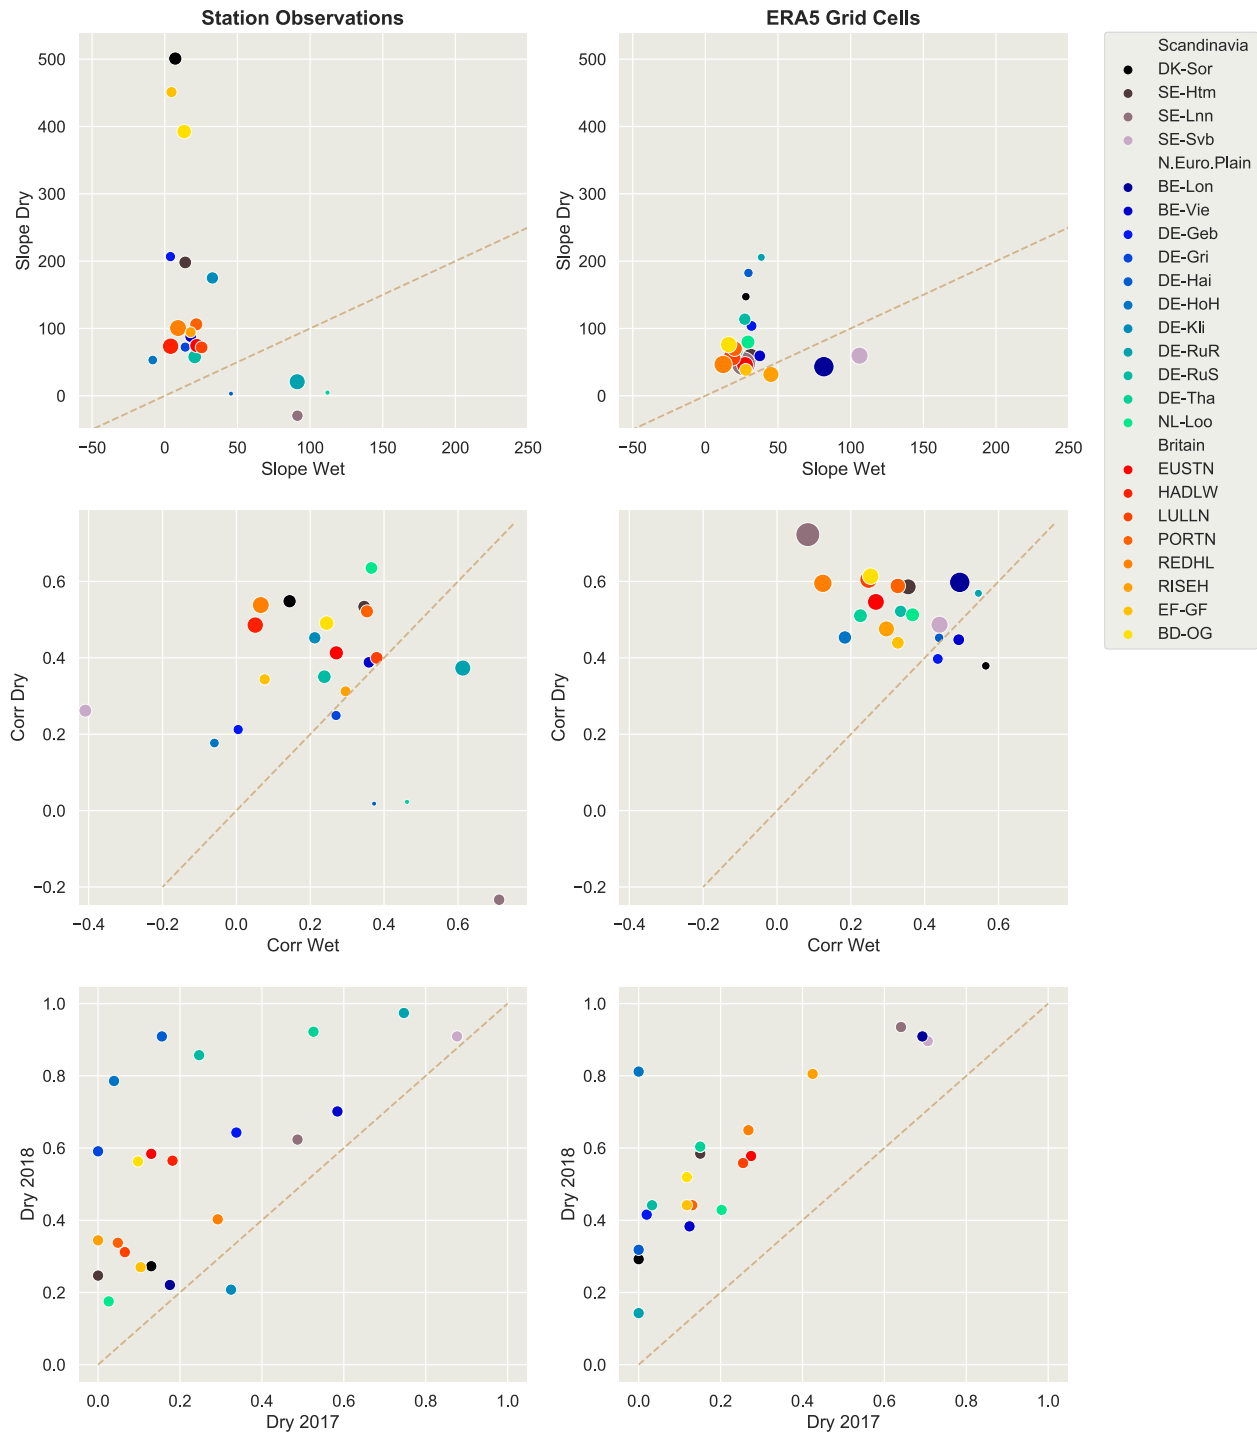 Station Observations
ERA5 Grid Cells
500
400
300
200
100
0
Slope Dry
−50
0
50
100
150
200
250
Slope Wet
500
400
300
200
100
0
Slope Dry
−50
0
50
100
150
200
250
Slope Wet
Scandinavia
DK-Sor
SE-Htm
SE-Lnn
SE-Svb
N.Euro.Plain
BE-Lon
BE-Vie
DE-Geb
DE-Gri
DE-Hai
DE-HoH
DE-Kli
DE-RuR
DE-RuS
DE-Tha
NL-Loo
Britain
EUSTN
HADLW
LULLN
PORTN
REDHL
RISEH
EF-GF
BD-OG
0.6
0.4
0.2
0.0
−0.2
Corr Dry
−0.4
−0.2
0.0
0.2
0.4
0.6
Corr Wet
0.6
0.4
0.2
0.0
−0.2
Corr Dry
−0.4
−0.2
0.0
0.2
0.4
0.6
Corr Wet
1.0
0.8
0.6
0.4
0.2
0.0
Dry 2018
0.0
0.2
0.4
0.6
0.8
1.0
Dry 2017
1.0
0.8
0.6
0.4
0.2
0.0
Dry 2018
0.0
0.2
0.4
0.6
0.8
1.0
Dry 2017